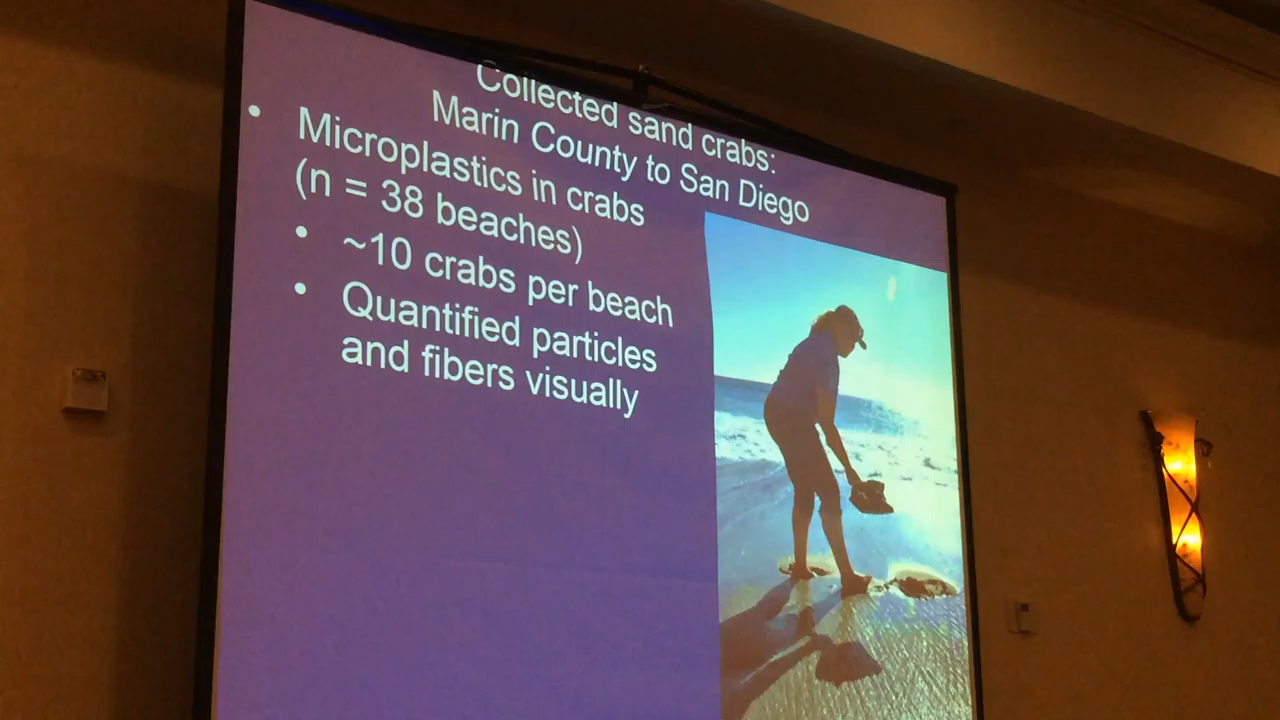 Collected sand crabs:
Marin County to San Diego
• Microplastics in crabs
(n = 38 beaches)
• ~10 crabs per beach
• Quantified particles
and fibers visually